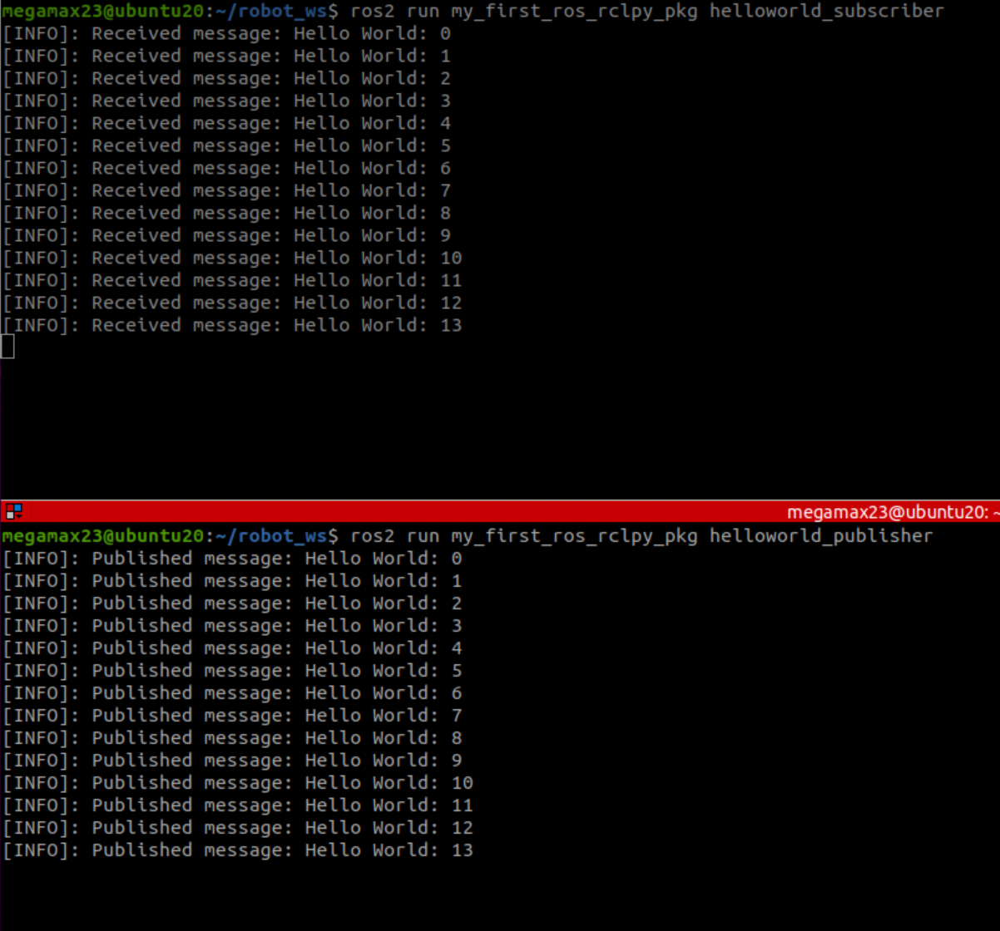 megamax23@ubuntu20:~/robot_ws$ ros2 run my_first_ros_rclpy_pkg helloworld_subscriber
[INFO]: Received message: Hello World: 0
[INFO]: Received message: Hello World: 1
[INFO]: Received message: Hello World: 2
[INFO]: Received message: Hello World: 3
[INFO]: Received message: Hello World: 4
[INFO]: Received message: Hello World: 5
[INFO]: Received message: Hello World: 6
[INFO]: Received message: Hello World: 7
[INFO]: Received message: Hello World: 8
[INFO]: Received message: Hello World: 9
[INFO]: Received message: Hello World: 10
[INFO]: Received message: Hello World: 11
[INFO]: Received message: Hello World: 12
[INFO]: Received message: Hello World: 13
megamax23@ubuntu20: ~
megamax23@ubuntu20:~/robot_ws$ ros2 run my_first_ros_rclpy_pkg helloworld_publisher
[INFO]: Published message: Hello World: 0
[INFO]: Published message: Hello World: 1
[INFO]: Published message: Hello World: 2
[INFO]: Published message: Hello World: 3
[INFO]: Published message: Hello World: 4
[INFO]: Published message: Hello World: 5
[INFO]: Published message: Hello World: 6
[INFO]: Published message: Hello World: 7
[INFO]: Published message: Hello World: 8
[INFO]: Published message: Hello World: 9
[INFO]: Published message: Hello World: 10
[INFO]: Published message: Hello World: 11
[INFO]: Published message: Hello World: 12
[INFO]: Published message: Hello World: 13